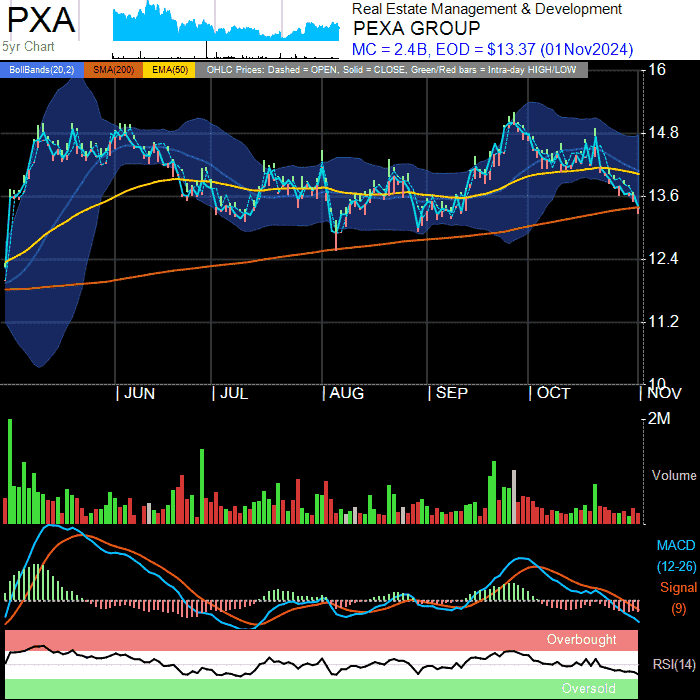 PXA
5yr Chart
Real Estate Management & Development
PEXA GROUP
MC = 2.4B, EOD = $13.37 (01Nov2024)
BollBands(20,2) SMA(200) EMA(50) OHLC Prices: Dashed = OPEN, Solid = CLOSE, Green/Red bars = Intra-day HIGH/LOW
16
14.8
13.6
12.4
11.2
10
JUN JUL AUG SEP OCT NOV
2M
Volume
MACD
(12-26)
Signal
(9)
Overbought
RSI(14)
Oversold